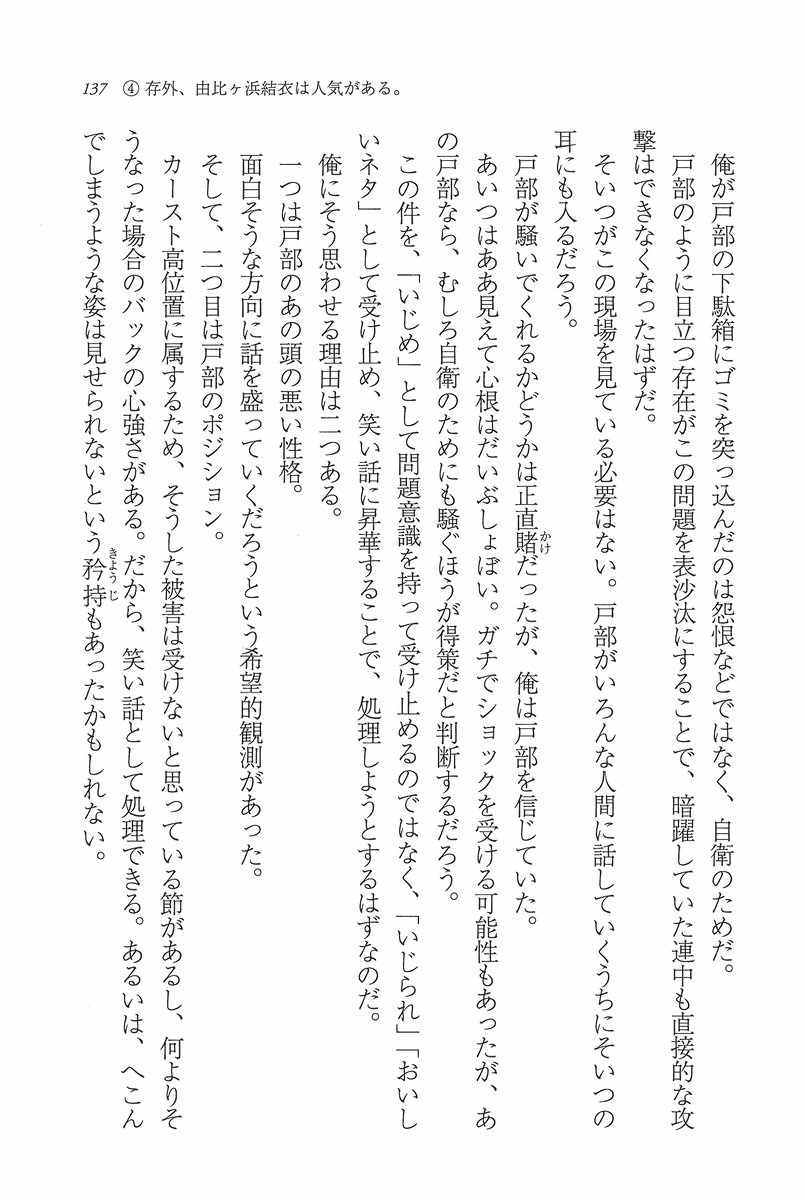 137 ④ 存外、由比ヶ浜結衣は人気がある。
俺が戸部の下駄箱にゴミを突っ込んだのは怨恨などではなく、自衛のためだ。
戸部のように目立つ存在がこの問題を表沙汰にすることで、暗躍していた連中も直接的な攻
撃はできなくなったはずだ。
そいつがこの現場を見ている必要はない。戸部がいろんな人間に話していくうちにそいつの
耳にも入るだろう。
戸部が騒いでくれるかどうかは正直賭かけだったが、俺は戸部を信じていた。
あいつはああ見えて心根はだいぶしょぼい。ガチでショックを受ける可能性もあったが、あ
の戸部なら、むしろ自衛のためにも騒ぐほうが得策だと判断するだろう。
この件を、「いじめ」として問題意識を持って受け止めるのではなく、「いじられ」「おいし
いネタ」として受け止め、笑い話に昇華することで、処理しようとするはずなのだ。
俺にそう思わせる理由は二つある。
一つは戸部のあの頭の悪い性格。
面白そうな方向に話を盛っていくだろうという希望的観測があった。
そして、二つ目は戸部のポジション。
カースト高位置に属するため、そうした被害は受けないと思っている節があるし、何よりそ
うなった場合のバックの心強さがある。だから、笑い話として処理できる。あるいは、へこん
でしまうような姿は見せられないという矜持きようじもあったかもしれない。